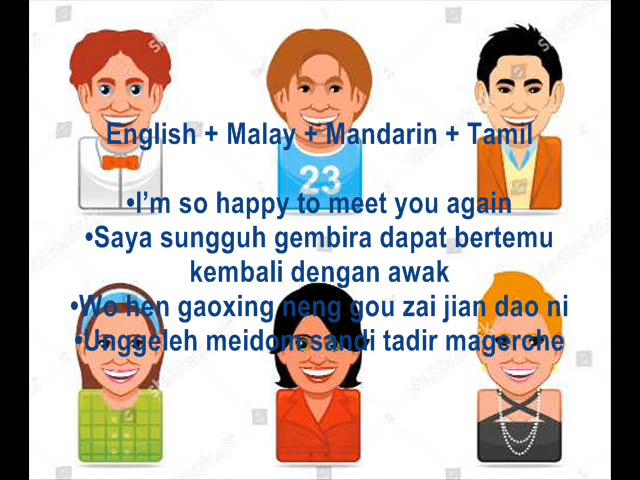 English + Malay + Mandarin + Tamil
•I'm so happy to meet you again
•Saya sungguh gembira dapat bertemu
kembali dengan awak
•Wo hen gaoxing neng gou zai jian dao ni
•Unggeleh meidom sandi tadir magerche
23